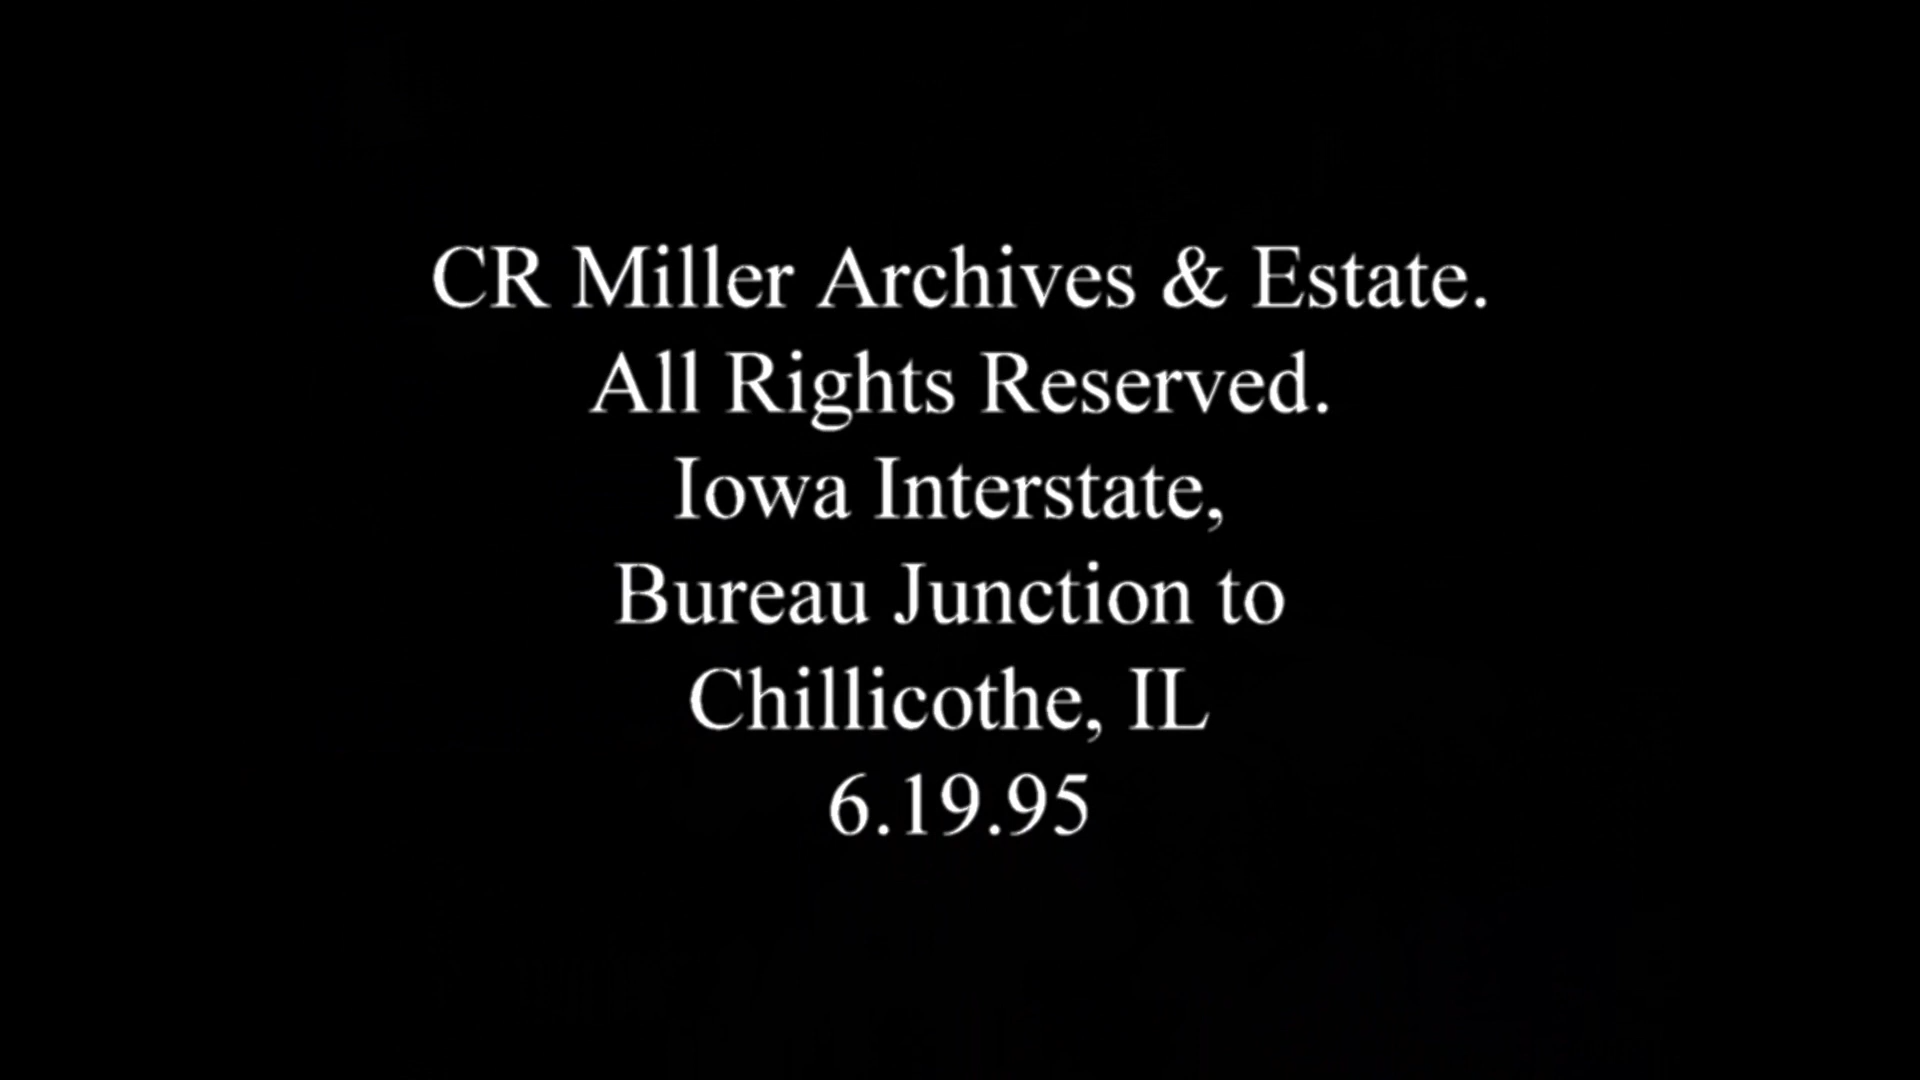 CR Miller Archives & Estate.
All Rights Reserved.
Iowa Interstate,
Bureau Junction to
Chillicothe, IL
6.19.95